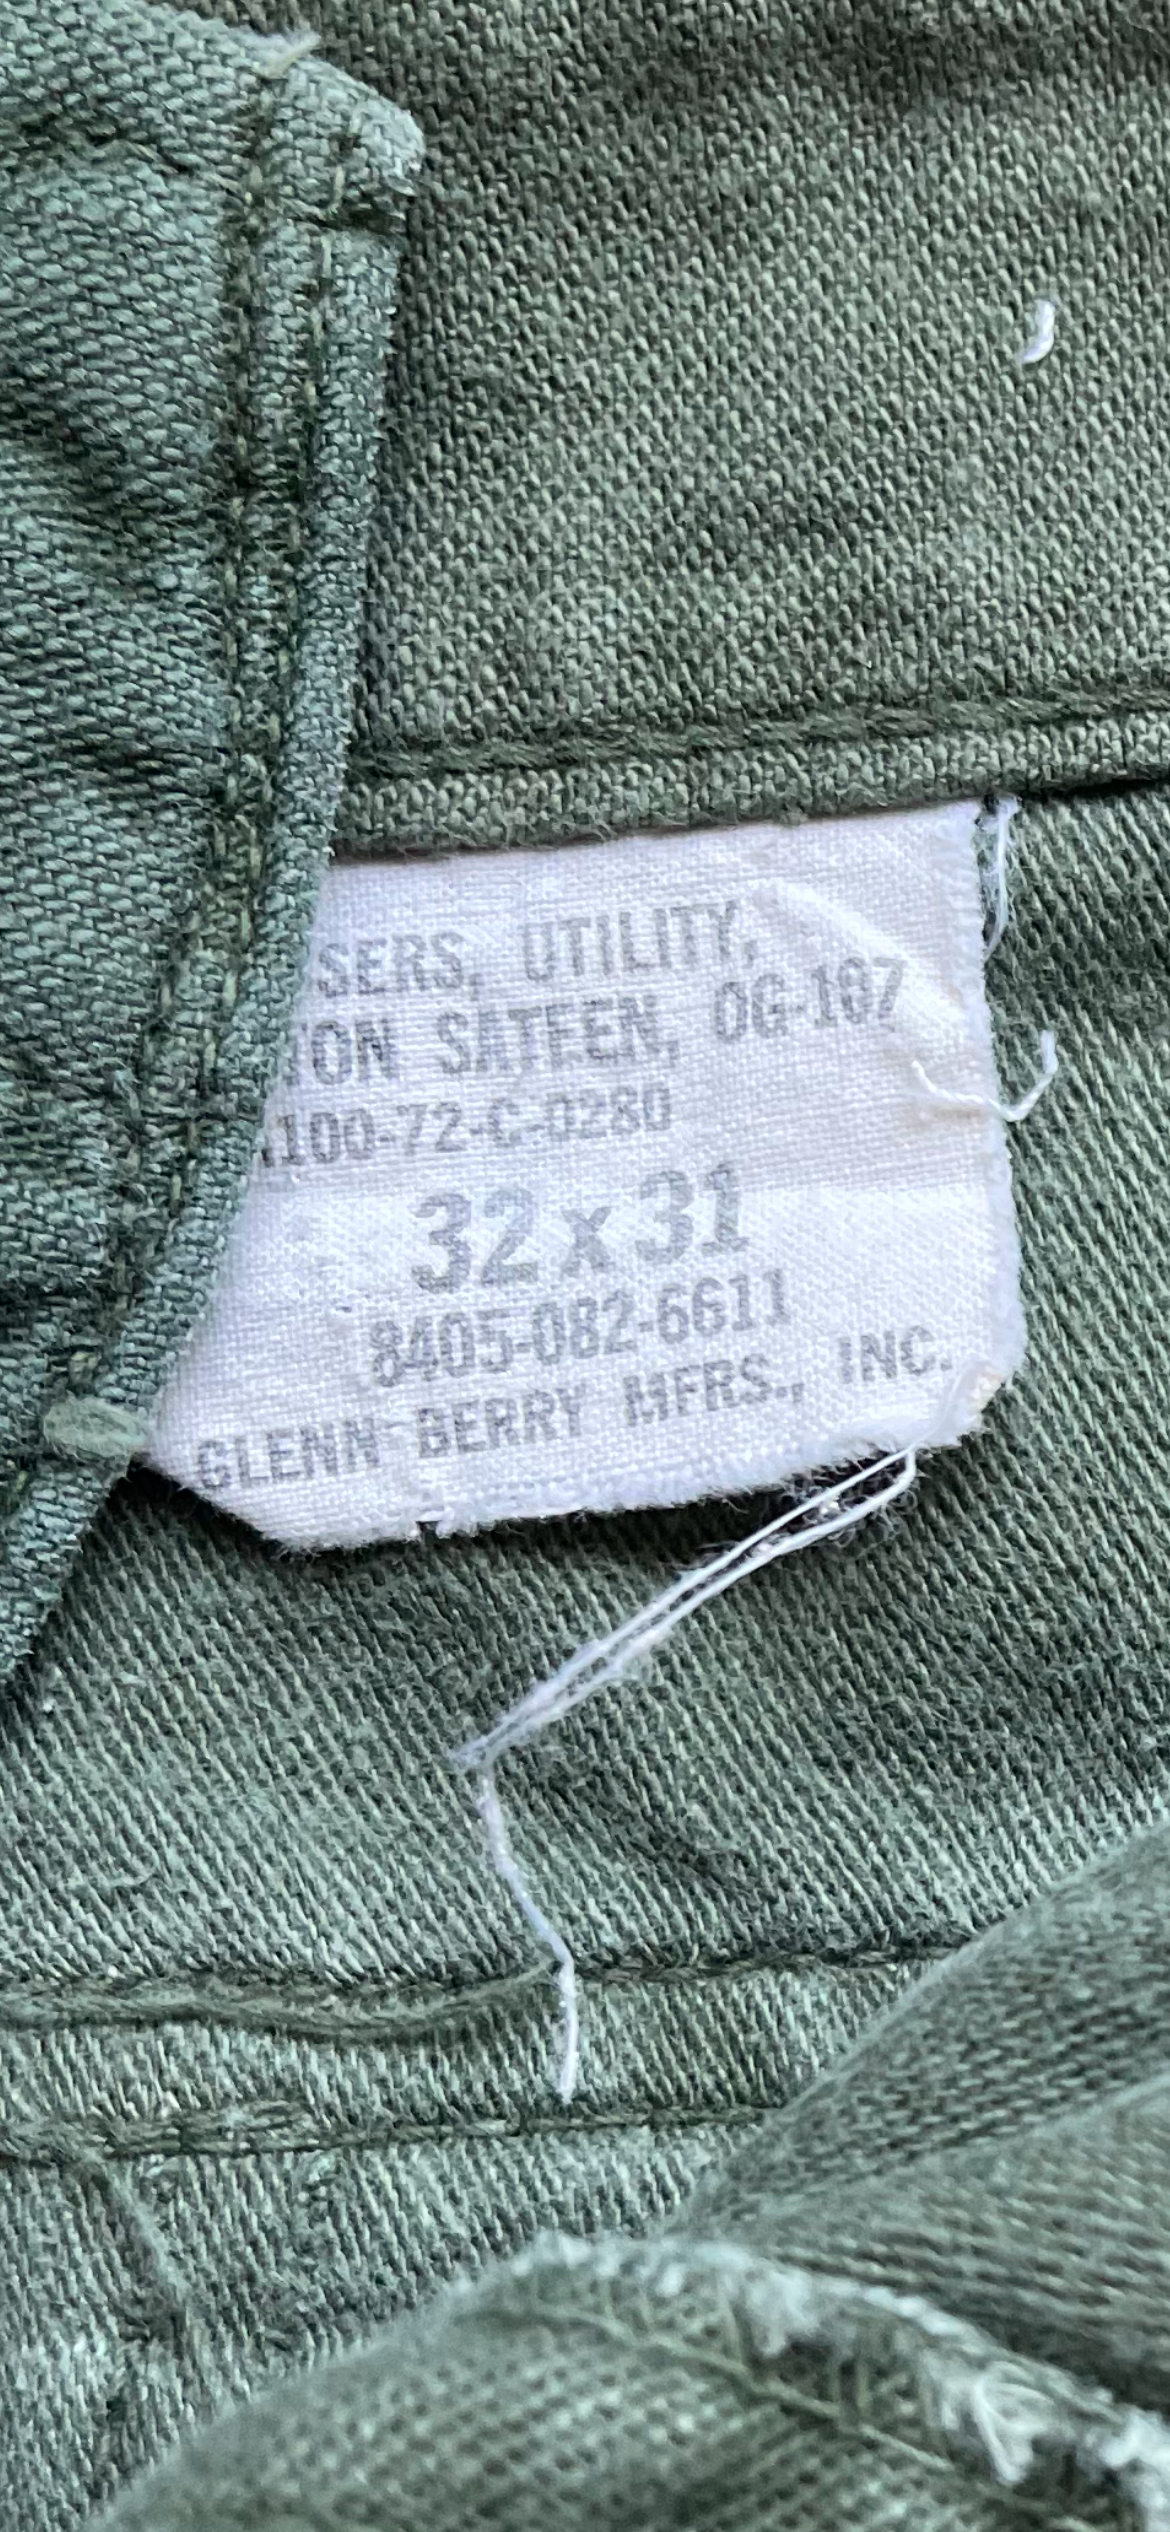 SERS, UTILITY,
TON SATEEN, OG-107
100-72-C-0280
32 x 31
8405-082-6611
GLENN BERRY MFRS., INC.